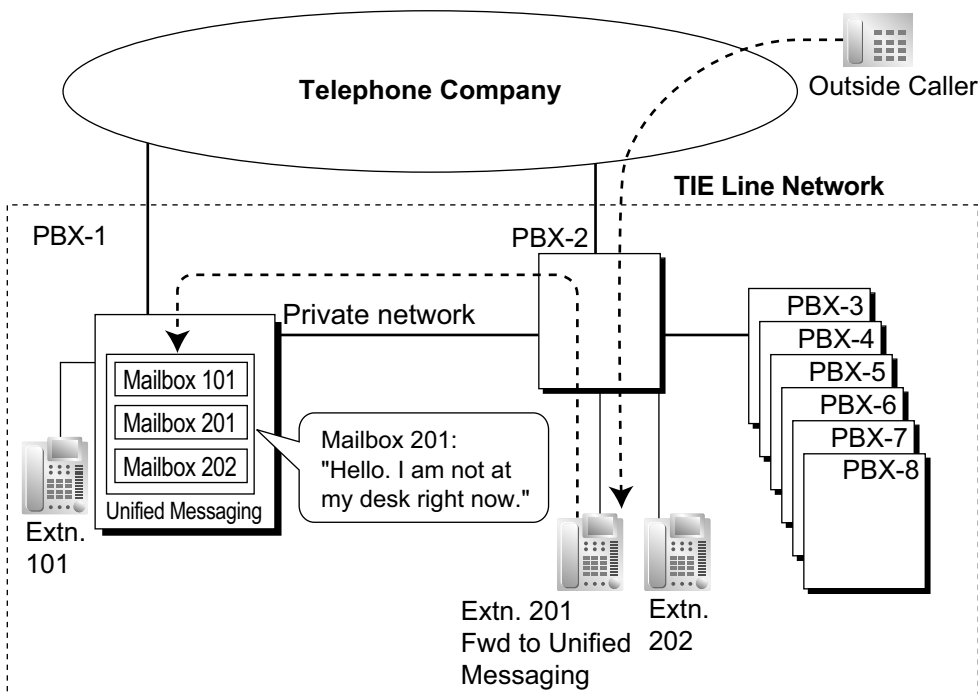 Telephone Company
Outside Caller
TIE Line Network
PBX-1
PBX-2
Private network
PBX-3
PBX-4
PBX-5
PBX-6
PBX-7
PBX-8
Mailbox 101
Mailbox 201
Mailbox 202
Unified Messaging
Mailbox 201:
"Hello. I am not at
my desk right now."
Extn.
101
Extn. 201
Fwd to Unified
Messaging
Extn.
202